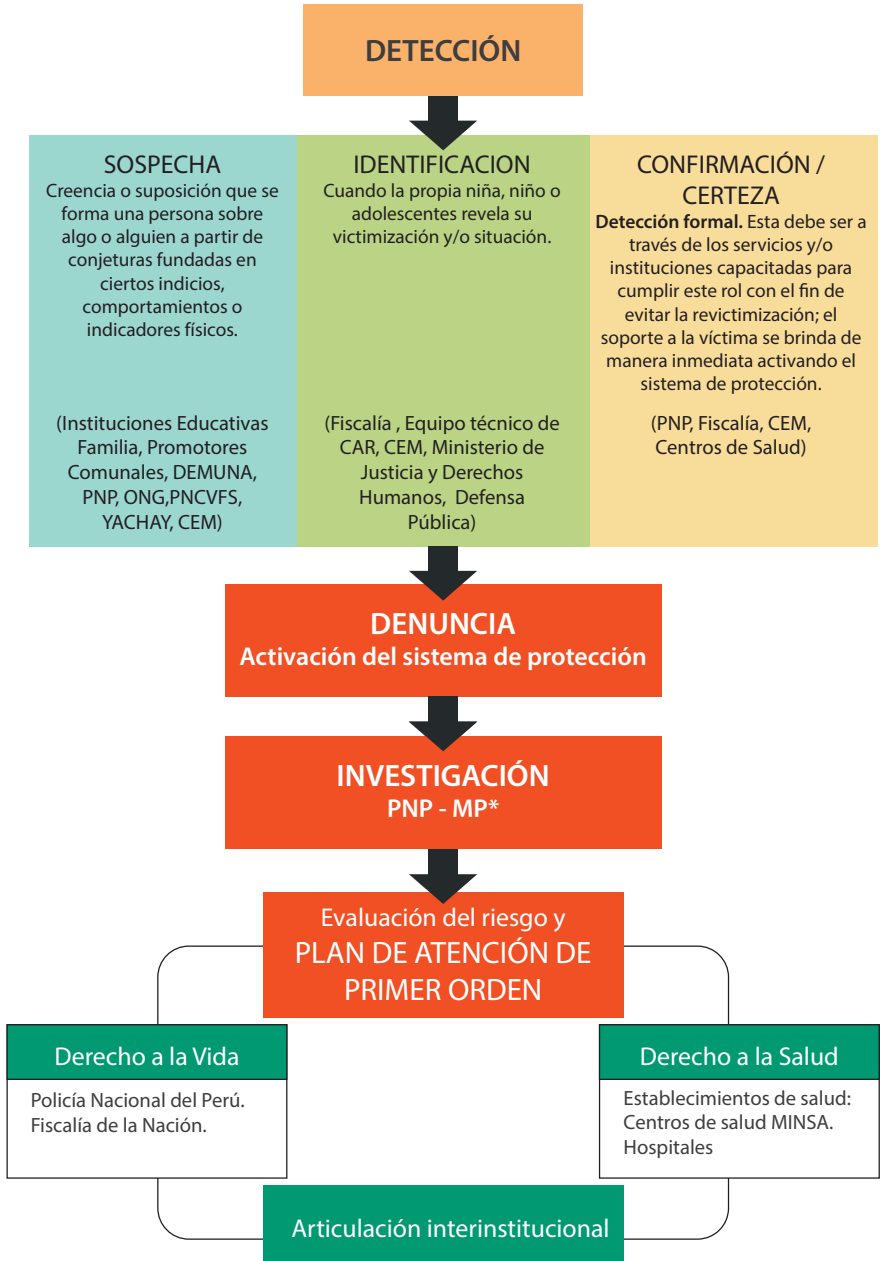 DETECCIÓN
SOSPECHA
Creencia o suposición que se
forma una persona sobre
algo o alguien a partir de
conjeturas fundadas en
ciertos indicios,
comportamientos o
indicadores físicos.
(Instituciones Educativas
Familia, Promotores
Comunales, DEMUNA,
PNP, ONG,PNCVFS,
YACHAY, CEM)
IDENTIFICACION
Cuando la propia niña, niño o
adolescentes revela su
victimización y/o situación.
(Fiscalía , Equipo técnico de
CAR, CEM, Ministerio de
Justicia y Derechos
Humanos, Defensa
Pública)
CONFIRMACIÓN /
CERTEZA
Detección formal. Esta debe ser a
través de los servicios y/o
instituciones capacitadas para
cumplir este rol con el fin de
evitar la revictimización; el
soporte a la víctima se brinda de
manera inmediata activando el
sistema de protección.
(PNP, Fiscalía, CEM,
Centros de Salud)
DENUNCIA
Activación del sistema de protección
INVESTIGACIÓN
PNP - MP*
Evaluación del riesgo y
PLAN DE ATENCIÓN DE
PRIMER ORDEN
Derecho a la Vida
Policía Nacional del Perú.
Fiscalía de la Nación.
Derecho a la Salud
Establecimientos de salud:
Centros de salud MINSA.
Hospitales
Articulación interinstitucional